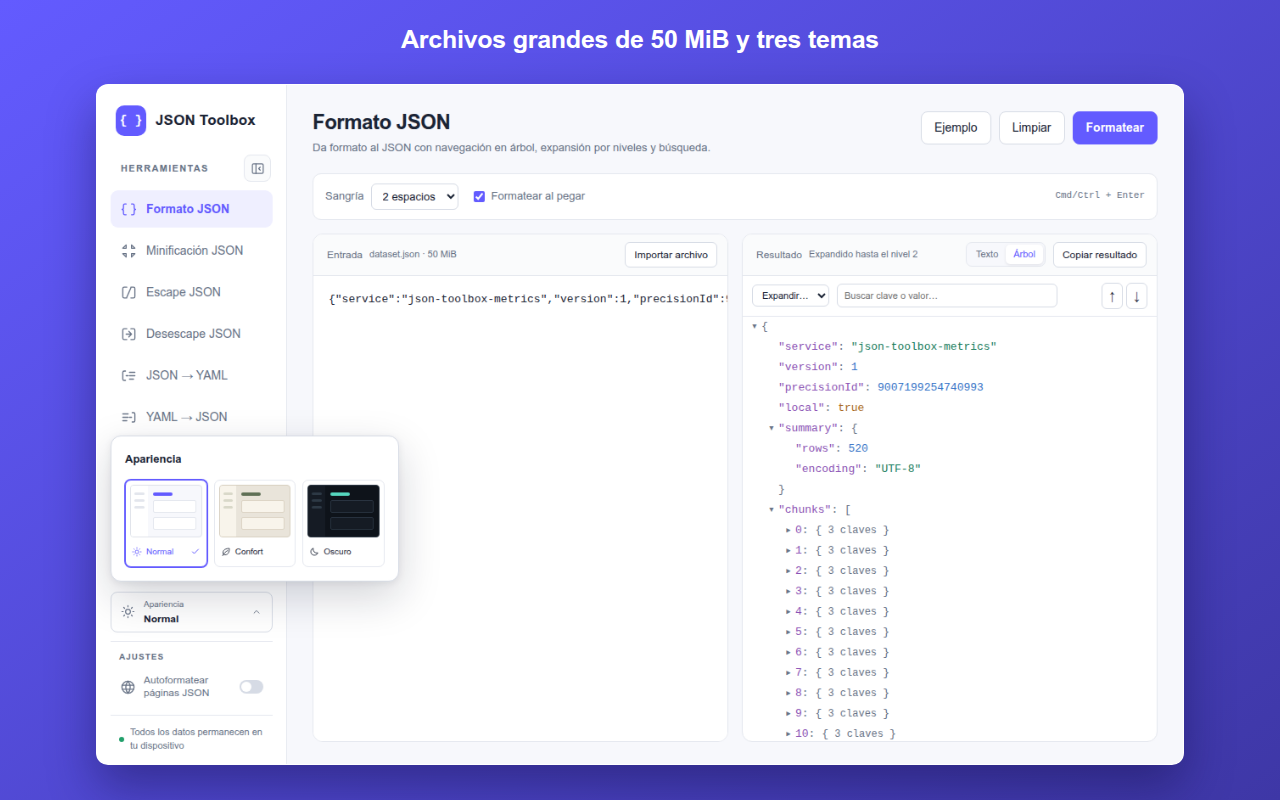 Archivos grandes de 50 MiB y tres temas
{ } JSON Toolbox
HERRAMIENTAS
Formato JSON
Minificación JSON
Escape JSON
Desescape JSON
JSON → YAML
YAML → JSON
Apariencia
Normal
Confort
Oscuro
Apariencia
Normal
AJUSTES
Autoformatear
páginas JSON
Todos los datos permanecen en
tu dispositivo
Formato JSON
Da formato al JSON con navegación en árbol, expansión por niveles y búsqueda.
Ejemplo
Limpiar
Formatear
Sangría
2 espacios
Formatear al pegar
Cmd/Ctrl + Enter
Entrada dataset.json · 50 MiB
Importar archivo
{"service":"json-toolbox-metrics","version":1,"precisionId":
Resultado Expandido hasta el nivel 2
Texto
Árbol
Copiar resultado
Expandir...
Buscar clave o valor...
↑ ↓
▾ {
"service": "json-toolbox-metrics"
"version": 1
"precisionId": 9007199254740993
"local": true
▾ "summary": {
"rows": 520
"encoding": "UTF-8"
}
▾ "chunks": [
▸ 0: { 3 claves }
▸ 1: { 3 claves }
▸ 2: { 3 claves }
▸ 3: { 3 claves }
▸ 4: { 3 claves }
▸ 5: { 3 claves }
▸ 6: { 3 claves }
▸ 7: { 3 claves }
▸ 8: { 3 claves }
▸ 9: { 3 claves }
▸ 10: { 3 claves }